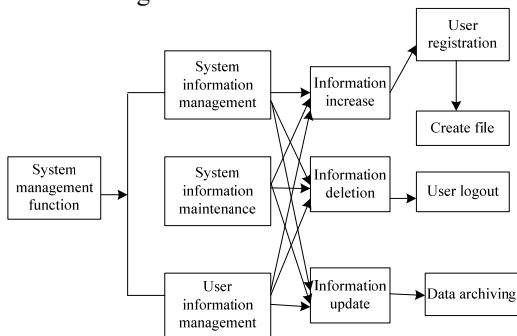 User
registration
System
information
management
Information
increase
Create file
System
management
function
System
information
maintenance
Information
deletion
User logout
User
information
management
Information
update
Data archiving